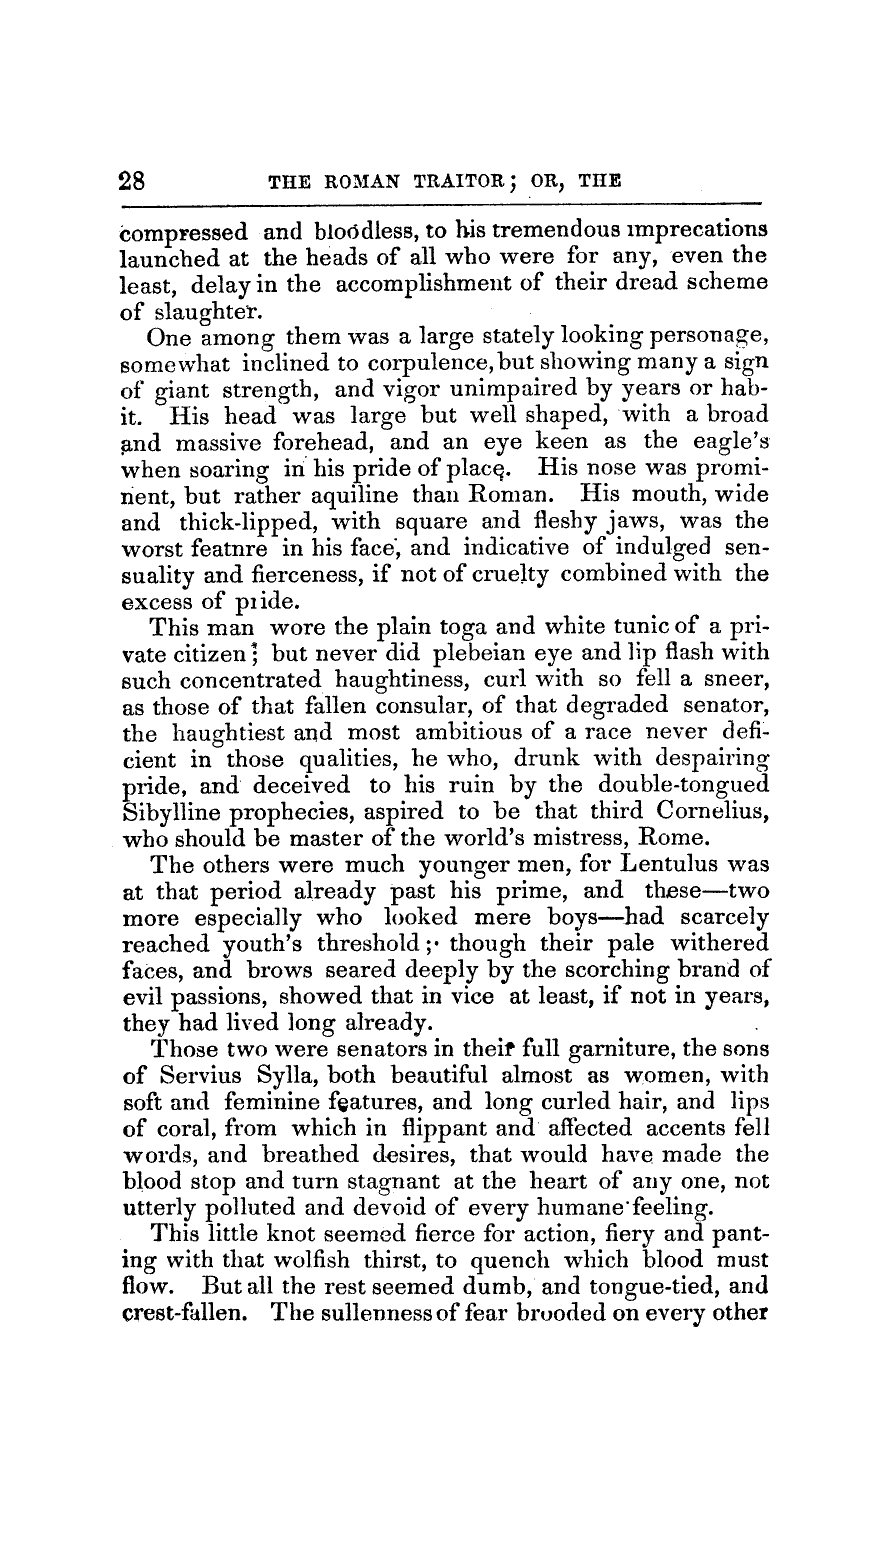 28 THE ROMAN TRAITOR; OR, THE
compressed and bloodless, to his tremendous imprecations
launched at the heads of all who were for any, even the
least, delay in the accomplishment of their dread scheme
of slaughter.
One among them was a large stately looking personage,
somewhat inclined to corpulence, but showing many a sign
of giant strength, and vigor unimpaired by years or hab-
it. His head was large but well shaped, with a broad
and massive forehead, and an eye keen as the eagle's
when soaring in his pride of place. His nose was promi-
nent, but rather aquiline than Roman. His mouth, wide
and thick-lipped, with square and fleshy jaws, was the
worst featnre in his face, and indicative of indulged sen-
suality and fierceness, if not of cruelty combined with the
excess of pride.
This man wore the plain toga and white tunic of a pri-
vate citizen; but never did plebeian eye and lip flash with
such concentrated haughtiness, curl with so fell a sneer,
as those of that fallen consular, of that degraded senator,
the haughtiest and most ambitious of a race never defi-
cient in those qualities, he who, drunk with despairing
pride, and deceived to his ruin by the double-tongued
Sibylline prophecies, aspired to be that third Cornelius,
who should be master of the world's mistress, Rome.
The others were much younger men, for Lentulus was
at that period already past his prime, and these—two
more especially who looked mere boys—had scarcely
reached youth's threshold; though their pale withered
faces, and brows seared deeply by the scorching brand of
evil passions, showed that in vice at least, if not in years,
they had lived long already.
Those two were senators in their full garniture, the sons
of Servius Sylla, both beautiful almost as women, with
soft and feminine features, and long curled hair, and lips
of coral, from which in flippant and affected accents fell
words, and breathed desires, that would have made the
blood stop and turn stagnant at the heart of any one, not
utterly polluted and devoid of every humane feeling.
This little knot seemed fierce for action, fiery and pant-
ing with that wolfish thirst, to quench which blood must
flow. But all the rest seemed dumb, and tongue-tied, and
crest-fallen. The sullenness of fear brooded on every other